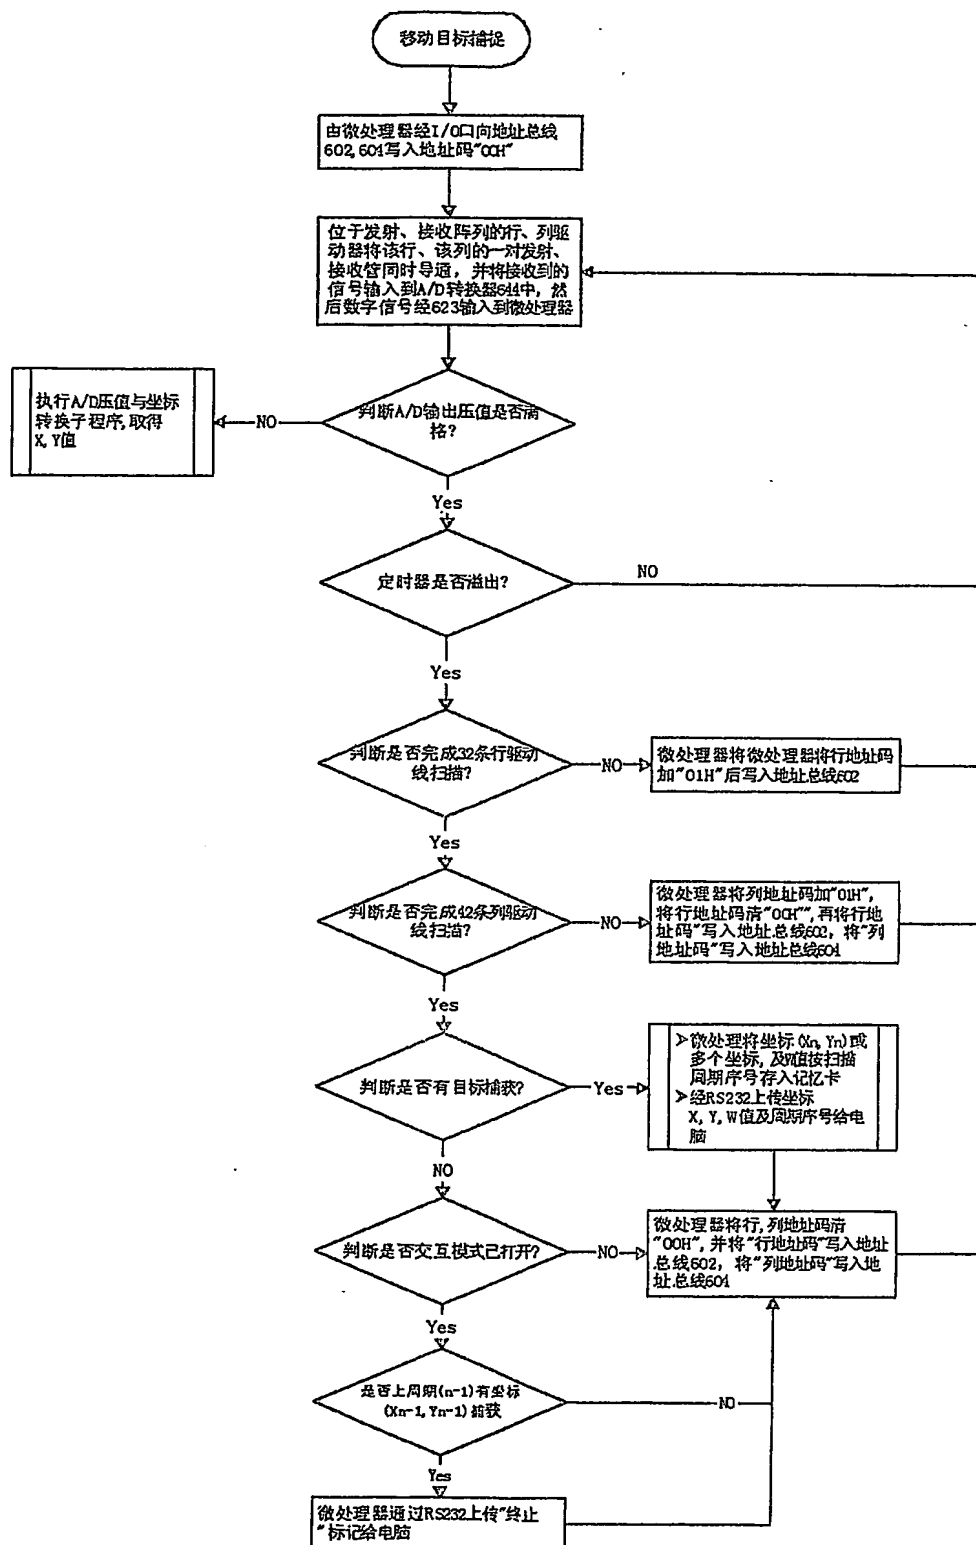 移动目标捕捉
由微处理器经I/O口向地址总线
602,604写入地址码"00H"
位于发射、接收阵列的行、列驱
动器将该行、该列的一对发射、
接收管同时导通，并将接收到的
信号输入到A/D转换器644中，然
后数字信号经623输入到微处理器
判断A/D输出压值是否满
格?
NO
执行A/D压值与坐标
转换子程序,取得
X,Y值
Yes
定时器是否溢出?
NO
Yes
判断是否完成32条行驱动
线扫描?
NO
微处理器将微处理器将行地址码
加"01H"后写入地址总线602
Yes
判断是否完成42条列驱动
线扫描?
NO
微处理器将列地址码加"01H",
将行地址码清"00H"",再将行地
址码"写入地址总线602，将"列
地址码"写入地址总线604
Yes
判断是否有目标捕获?
Yes
➢微处理将坐标(Xn,Yn)或
多个坐标,及W值按扫描
周期序号存入记忆卡
➢经RS232上传坐标
X,Y,W值及周期序号给电
脑
NO
判断是否交互模式已打开?
NO
微处理器将行,列地址码清
"00H",并将"行地址码"写入地址
总线602，将"列地址码"写入地
址总线604
Yes
是否上周期(n-1)有坐标
(Xn-1,Yn-1)捕获
NO
Yes
微处理器通过RS232上传"终止
"标记给电脑